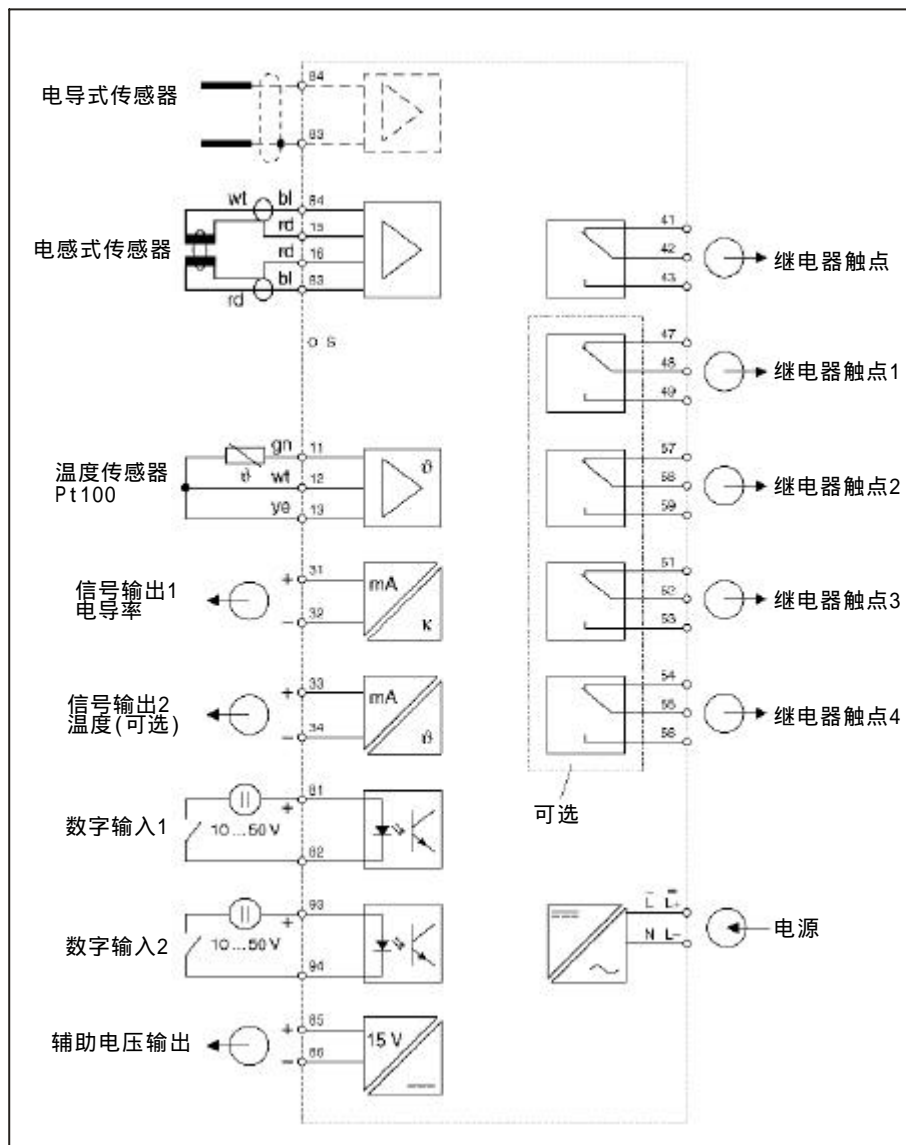 电导式传感器
84
83
电感式传感器
wt bl 84
rd 15
rd 16
bl 83
rd
S
温度传感器
Pt100
gn 11
ϑ
wt 12
ye 13
ϑ
信号输出1
电导率
+ 31
− 32
mA
κ
信号输出2
温度(可选)
+ 33
− 34
mA
ϑ
数字输入1
81
+
10...50 V
82
数字输入2
93
+
10...50 V
94
辅助电压输出
+ 85
− 86
15 V
41
42
43
继电器触点
47
48
49
继电器触点1
57
58
59
继电器触点2
51
52
53
继电器触点3
54
55
56
继电器触点4
可选
L L+
N L−
电源